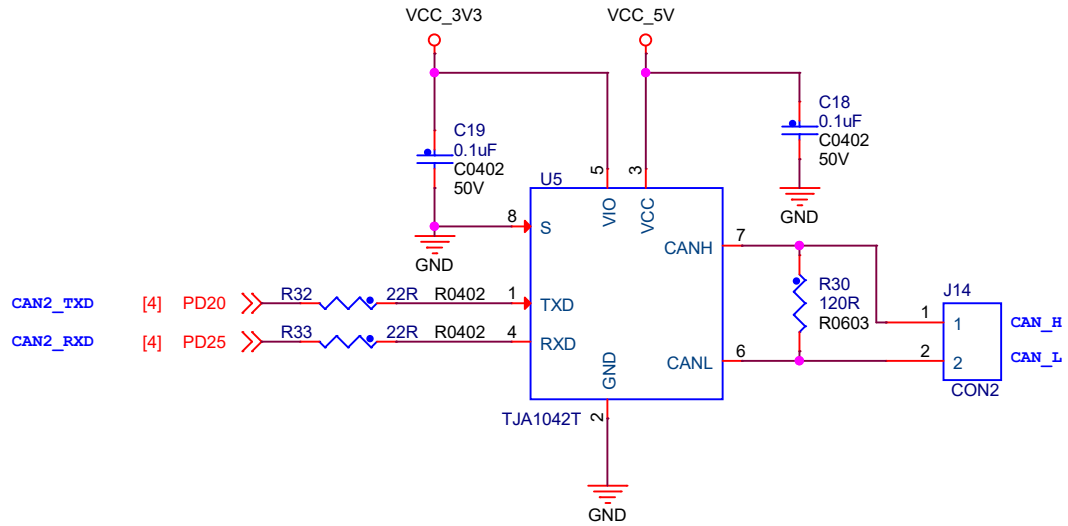 VCC_3V3
VCC_5V
C19
0.1uF
C0402
50V
C18
0.1uF
C0402
50V
GND
GND
U5
5
3
VIO
VCC
8
S
CANH
7
CAN2_TXD [4] PD20 R32 22R R0402 1 TXD
CAN2_RXD [4] PD25 R33 22R R0402 4 RXD
R30
120R
R0603
J14
1 1 CAN_H
2 2 CAN_L
CON2
CANL
6
GND
2
TJA1042T
GND